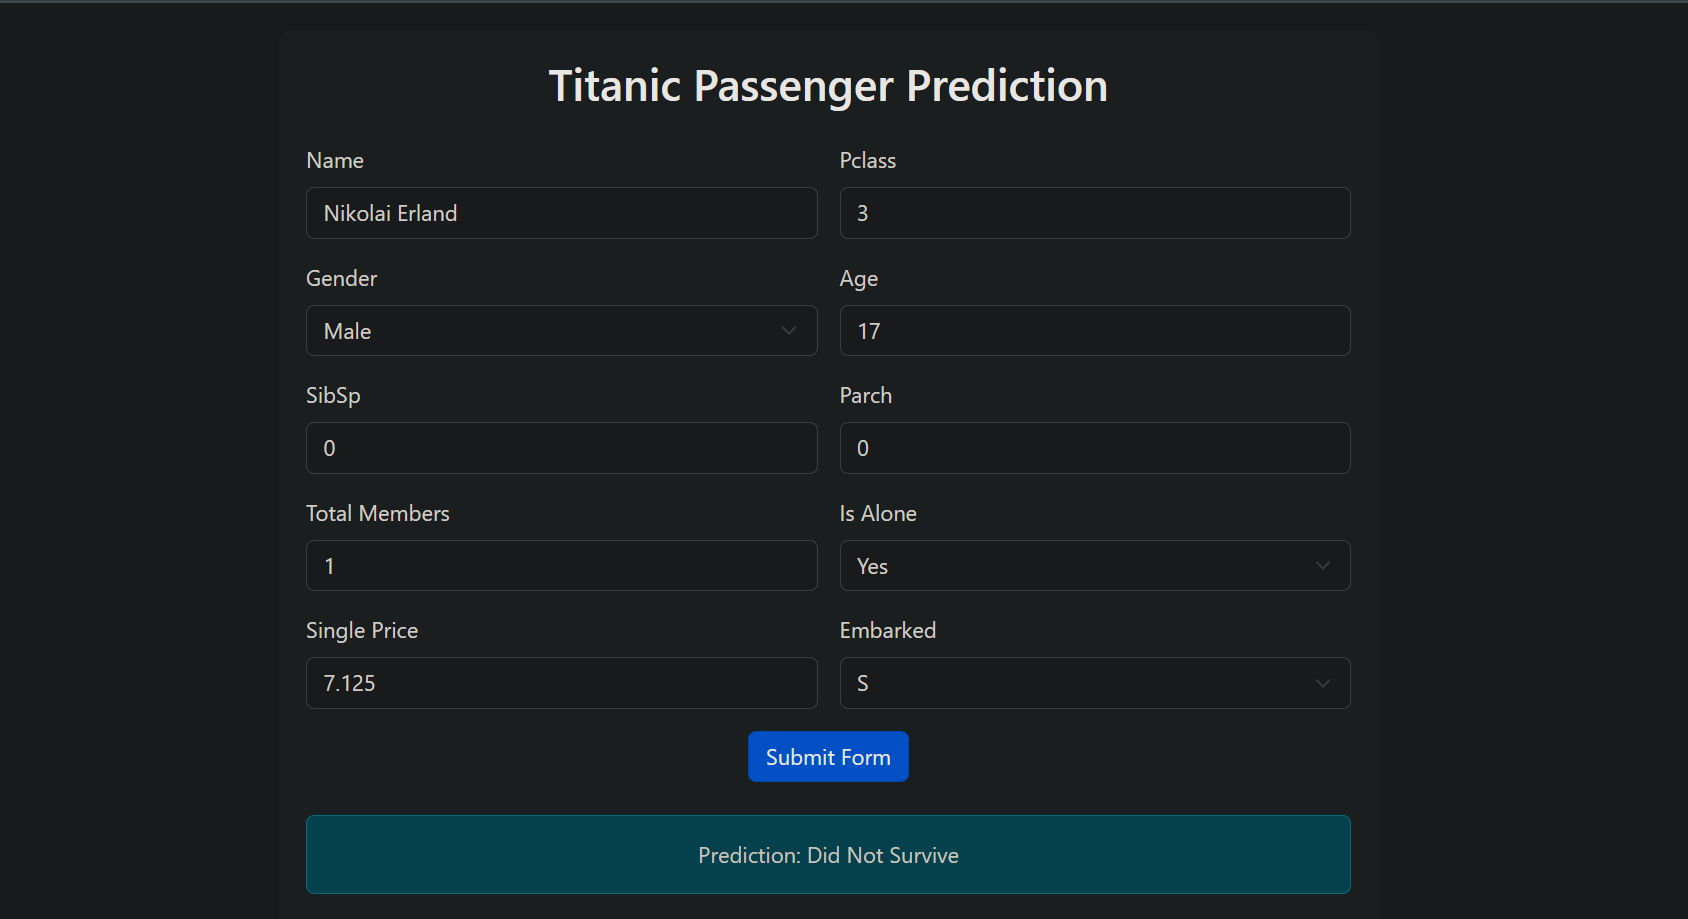 Titanic Passenger Prediction
Name
Pclass
Nikolai Erland
3
Gender
Age
Male
17
SibSp
Parch
0
0
Total Members
Is Alone
1
Yes
Single Price
Embarked
7.125
S
Submit Form
Prediction: Did Not Survive